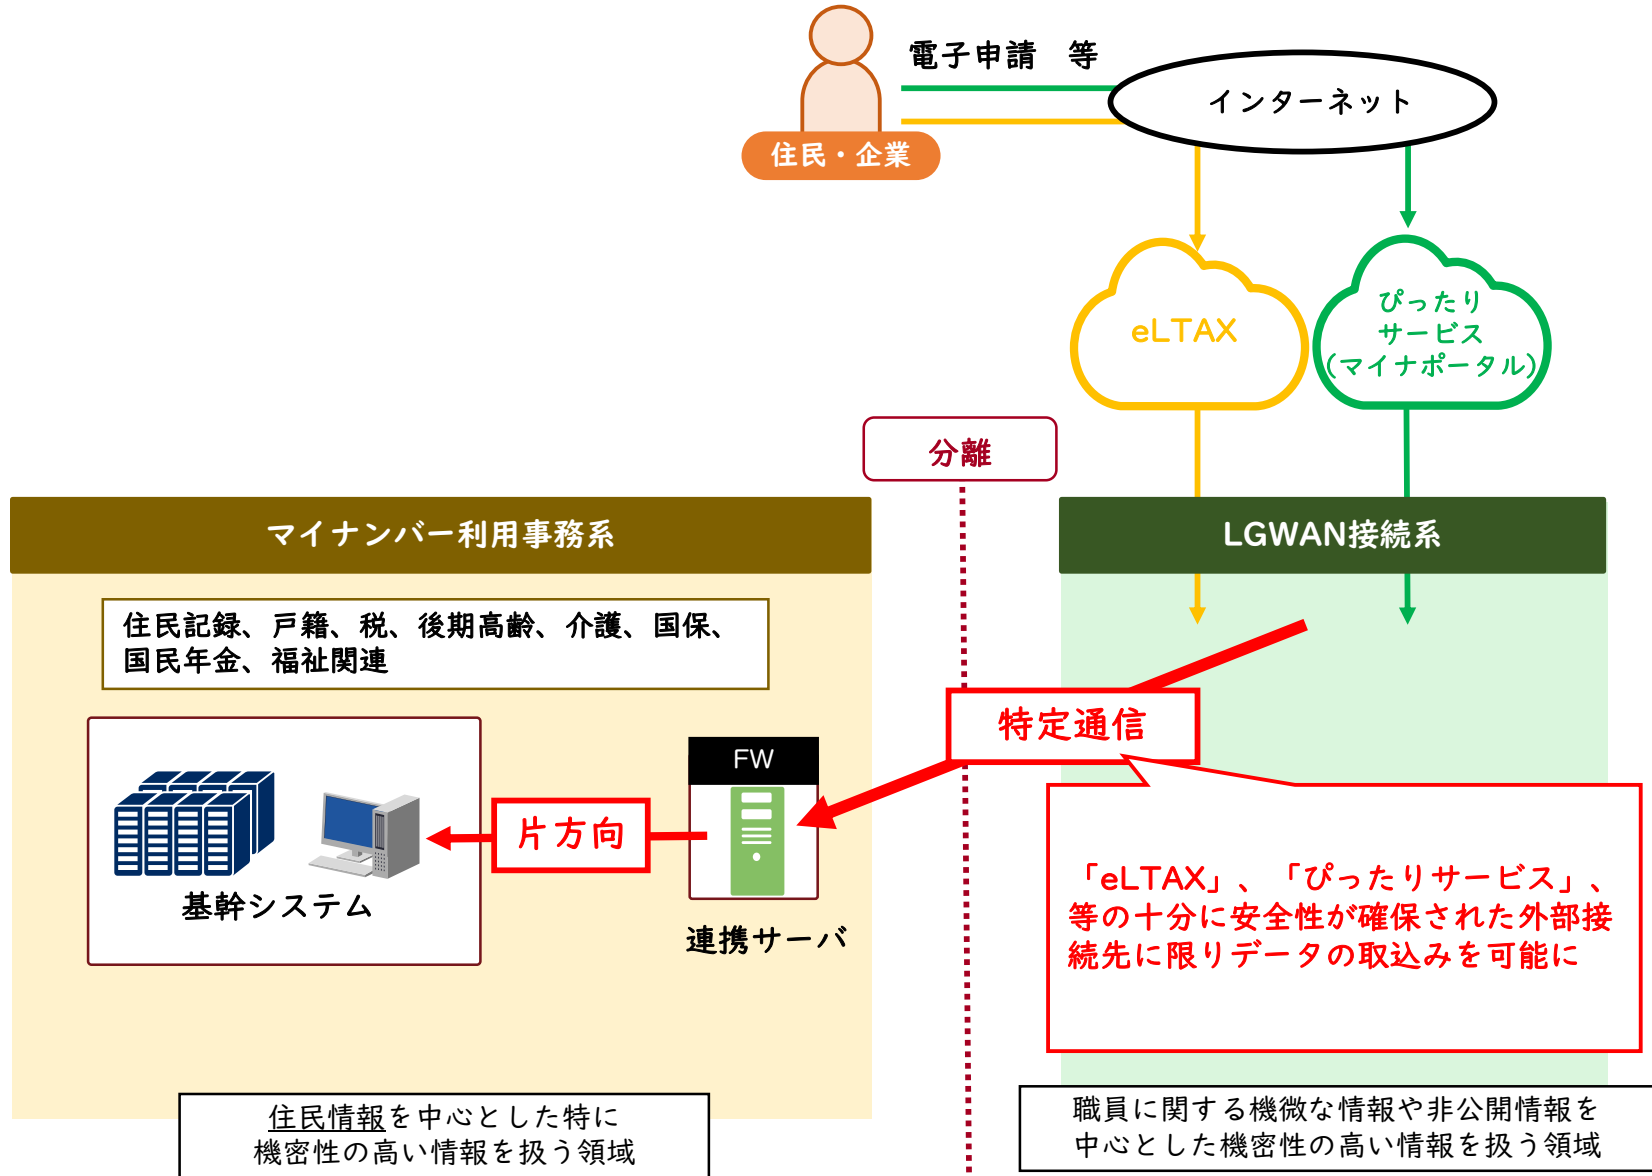 電子申請　等
インターネット
住民・企業
eLTAX
ぴったり
サービス
(マイナポータル)
分離
マイナンバー利用事務系
LGWAN接続系
住民記録、戸籍、税、後期高齢、介護、国保、
国民年金、福祉関連
特定通信
FW
片方向
基幹システム
連携サーバ
「eLTAX」、「ぴったりサービス」、
等の十分に安全性が確保された外部接
続先に限りデータの取込みを可能に
住民情報を中心とした特に
機密性の高い情報を扱う領域
職員に関する機微な情報や非公開情報を
中心とした機密性の高い情報を扱う領域